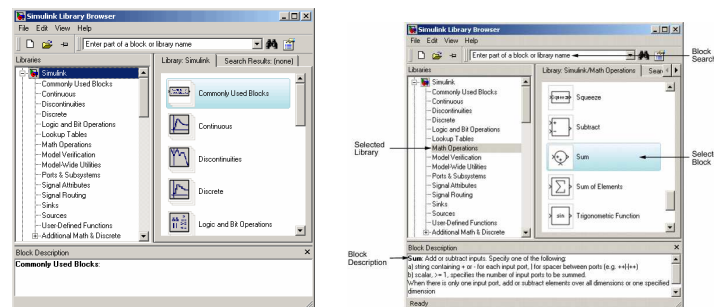 Simulink Library Browser
File Edit View Help
Enter part of a block or library name
Libraries
Library: Simulink
Search Results: (none)
Simulink
Commonly Used Blocks
Continuous
Discontinuities
Discrete
Logic and Bit Operations
Lookup Tables
Math Operations
Model Verification
Model-Wide Utilities
Ports & Subsystems
Signal Attributes
Signal Routing
Sinks
Sources
User-Defined Functions
Additional Math & Discrete
Commonly Used Blocks
Continuous
Discontinuities
Discrete
Logic and Bit Operations
Block Description
Commonly Used Blocks:
Simulink Library Browser
File Edit View Help
Enter part of a block or library name
Block
Search
Libraries
Library: Simulink/Math Operations
Sear
Simulink
Commonly Used Blocks
Continuous
Discontinuities
Discrete
Logic and Bit Operations
Lookup Tables
Math Operations
Model Verification
Model-Wide Utilities
Ports & Subsystems
Signal Attributes
Signal Routing
Sinks
Sources
User-Defined Functions
Additional Math & Discrete
Selected
Library
Squeeze
Subtract
Sum
Sum of Elements
sin
Trigonometric Function
Select
Block
Block
Description
Block Description
Sum: Add or subtract inputs. Specify one of the following:
a) string containing + or - for each input port, | for spacer between ports (e.g. ++|-|++)
b) scalar, >= 1, specifies the number of input ports to be summed.
When there is only one input port, add or subtract elements over all dimensions or one specified
dimension
Ready